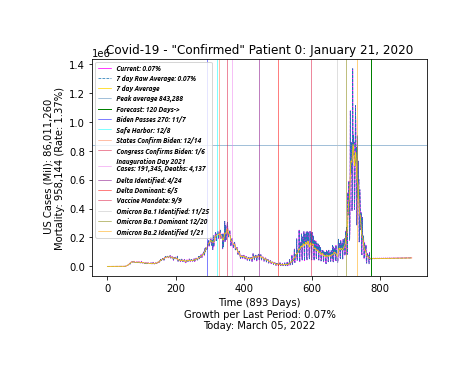 Covid-19 - "Confirmed" Patient 0: January 21, 2020
1e6
1.4
1.2
1.0
0.8
0.6
0.4
0.2
0.0
US Cases (Mil): 86,011,260
Mortality: 958,144 (Rate: 1.37%)
Current: 0.07%
7 day Raw Average: 0.07%
7 day Average
Peak average 843,288
Forecast: 120 Days->
Biden Passes 270: 11/7
Safe Harbor: 12/8
States Confirm Biden: 12/14
Congress Confirms Biden: 1/6
Inauguration Day 2021
Cases: 191,345, Deaths: 4,137
Delta Identified: 4/24
Delta Dominant: 6/5
Vaccine Mandate: 9/9
Omicron Ba.1 Identified: 11/25
Omicron Ba.1 Dominant 12/20
Omicron Ba.2 Identified 1/21
0 200 400 600 800
Time (893 Days)
Growth per Last Period: 0.07%
Today: March 05, 2022